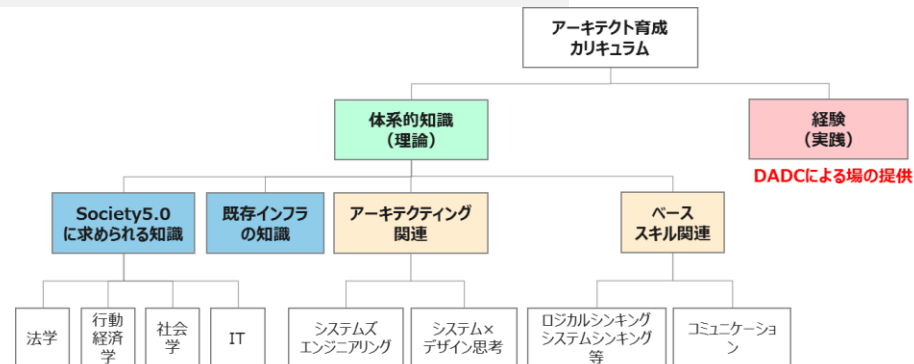 アーキテクト育成
カリキュラム
体系的知識
（理論）
経験
（実践）
DADCによる場の提供
Society5.0
に求められる知識
既存インフラ
の知識
アーキテクティング
関連
ベース
スキル関連
法学
行動
経済
学
社会
学
IT
システムズ
エンジニアリング
システム×
デザイン思考
ロジカルシンキング
システムシンキング
等
コミュニケーショ
ン